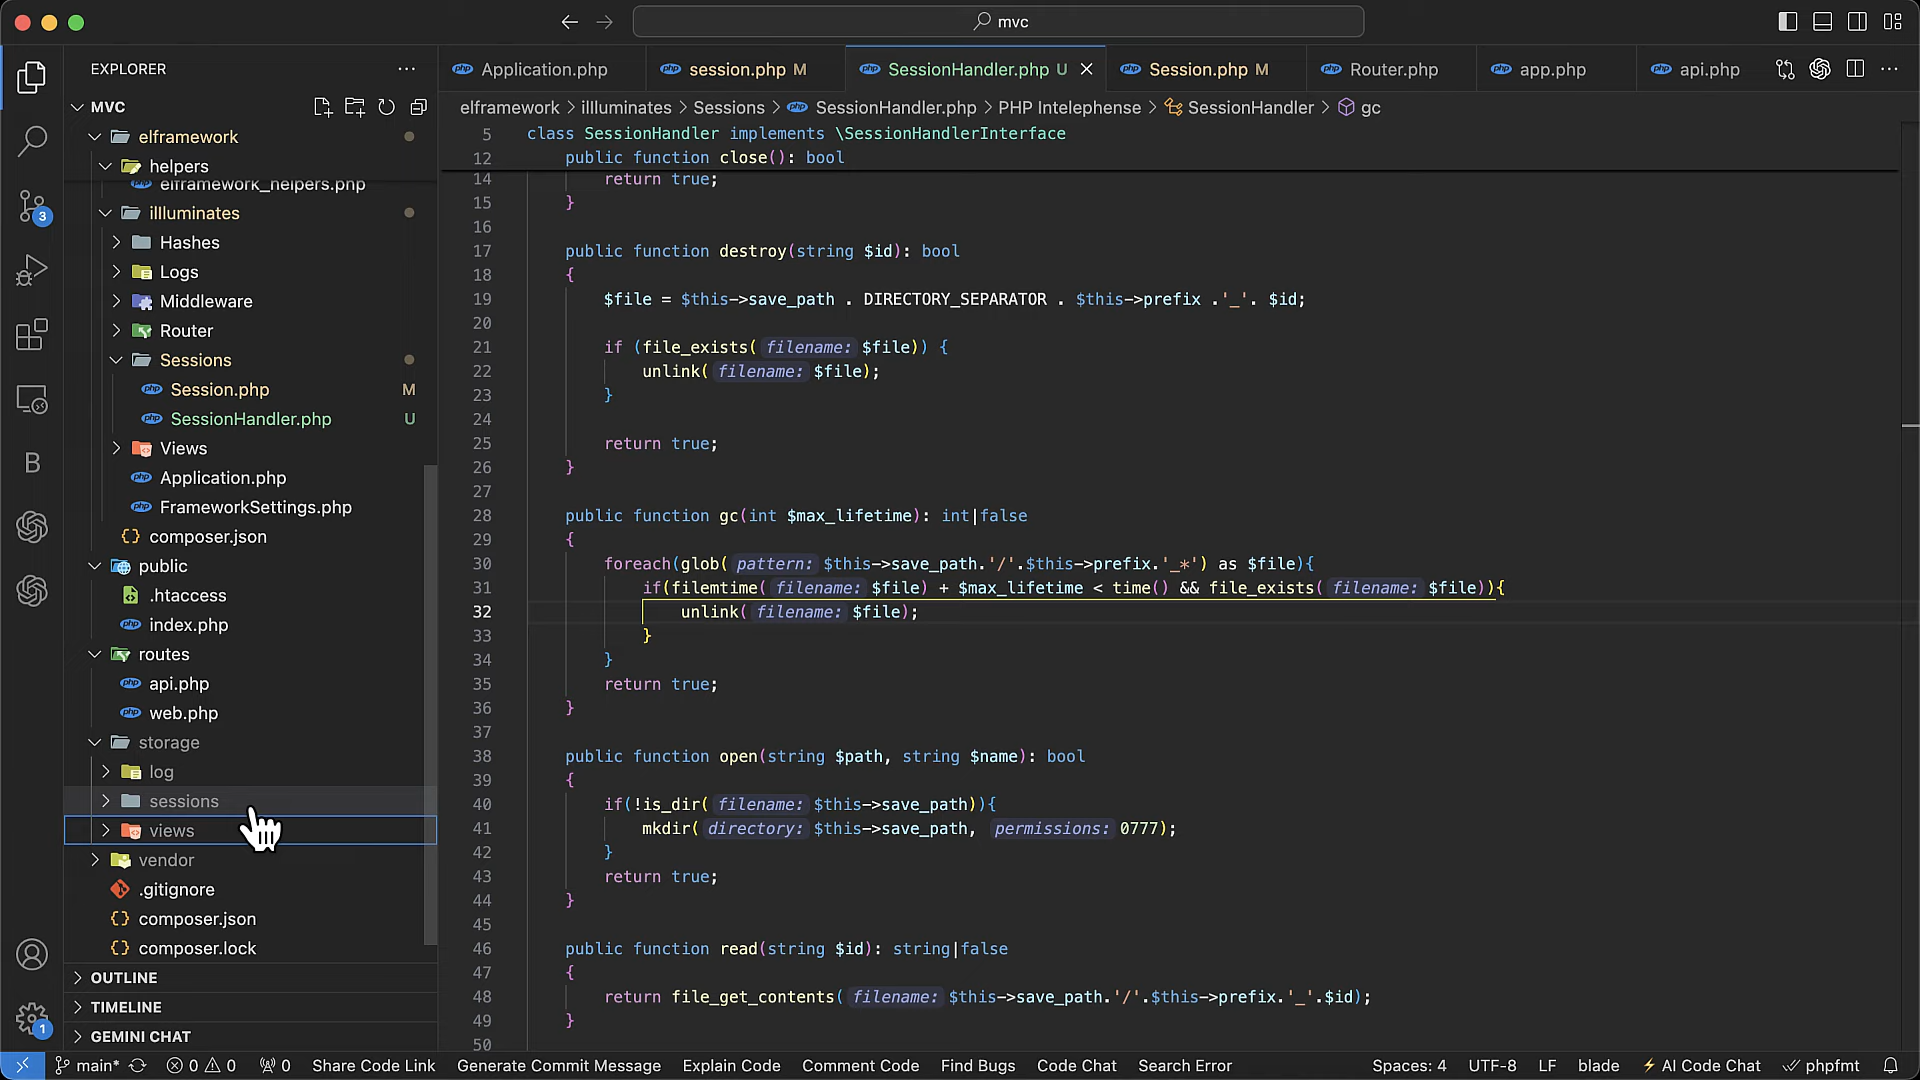 mvc
EXPLORER
Application.php
session.php M
SessionHandler.php U
Session.php M
Router.php
app.php
api.php
MVC
elframework > illluminates > Sessions > SessionHandler.php > PHP Intelephense > SessionHandler > gc
elframework
helpers
elframework_helpers.php
illluminates
Hashes
Logs
Middleware
Router
Sessions
Session.php M
SessionHandler.php U
Views
Application.php
FrameworkSettings.php
composer.json
public
.htaccess
index.php
routes
api.php
web.php
storage
log
sessions
views
vendor
.gitignore
composer.json
composer.lock
OUTLINE
TIMELINE
GEMINI CHAT
5 class SessionHandler implements \SessionHandlerInterface
12 public function close(): bool
14 return true;
15 }
16
17 public function destroy(string $id): bool
18 {
19 $file = $this->save_path . DIRECTORY_SEPARATOR . $this->prefix .'_'. $id;
20
21 if (file_exists( filename: $file)) {
22 unlink( filename: $file);
23 }
24
25 return true;
26 }
27
28 public function gc(int $max_lifetime): int|false
29 {
30 foreach(glob( pattern: $this->save_path.'/'.$this->prefix.'_*') as $file){
31 if(filemtime( filename: $file) + $max_lifetime < time() && file_exists( filename: $file)){
32 unlink( filename: $file);
33 }
34 }
35 return true;
36 }
37
38 public function open(string $path, string $name): bool
39 {
40 if(!is_dir( filename: $this->save_path)){
41 mkdir( directory: $this->save_path, permissions: 0777);
42 }
43 return true;
44 }
45
46 public function read(string $id): string|false
47 {
48 return file_get_contents( filename: $this->save_path.'/'.$this->prefix.'_'.$id);
49 }
50
B
3
1
main* 0 0 0 Share Code Link Generate Commit Message Explain Code Comment Code Find Bugs Code Chat Search Error Spaces: 4 UTF-8 LF blade AI Code Chat phpfmt